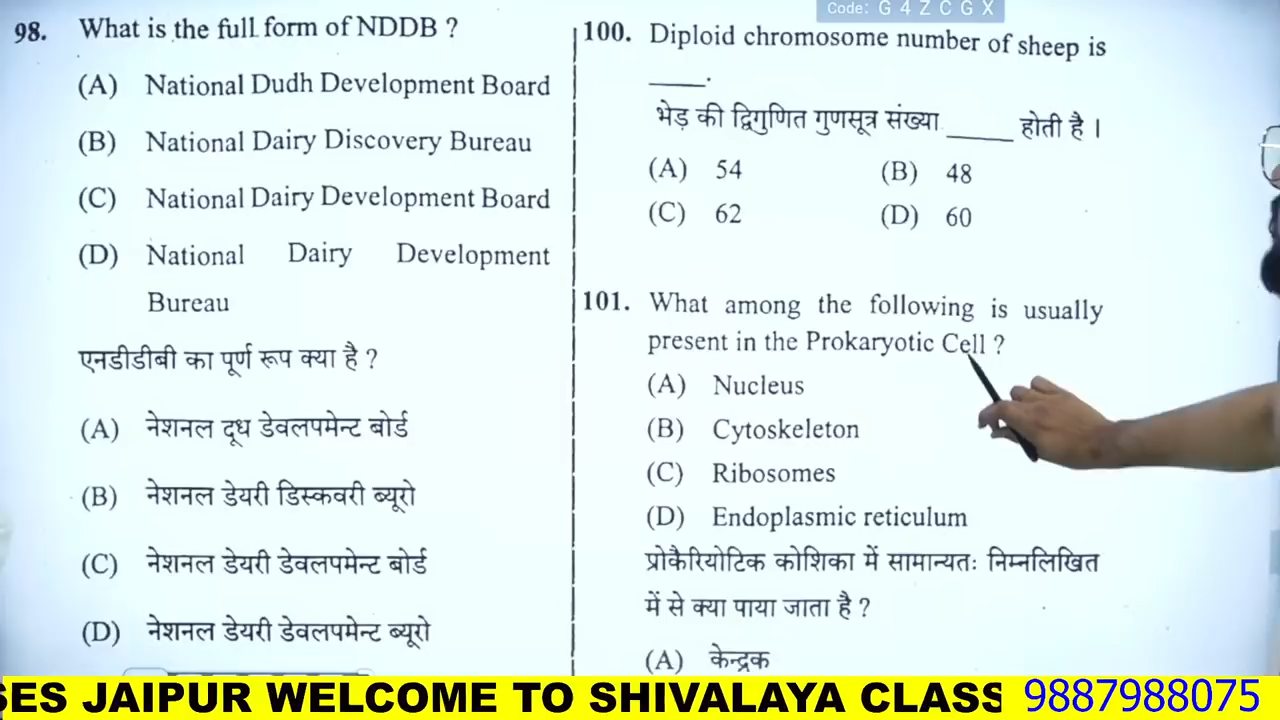 Code: G 4 Z C G X
98. What is the full form of NDDB ?
(A) National Dudh Development Board
(B) National Dairy Discovery Bureau
(C) National Dairy Development Board
(D) National Dairy Development
Bureau
एनडीडीबी का पूर्ण रूप क्या है ?
(A) नेशनल दूध डेवलपमेन्ट बोर्ड
(B) नेशनल डेयरी डिस्कवरी ब्यूरो
(C) नेशनल डेयरी डेवलपमेन्ट बोर्ड
(D) नेशनल डेयरी डेवलपमेन्ट ब्यूरो
100. Diploid chromosome number of sheep is
____.
भेड़ की द्विगुणित गुणसूत्र संख्या _____ होती है ।
(A) 54 (B) 48
(C) 62 (D) 60
101. What among the following is usually
present in the Prokaryotic Cell ?
(A) Nucleus
(B) Cytoskeleton
(C) Ribosomes
(D) Endoplasmic reticulum
प्रोकैरियोटिक कोशिका में सामान्यतः निम्नलिखित
में से क्या पाया जाता है ?
(A) केन्द्रक
SES JAIPUR WELCOME TO SHIVALAYA CLASS 9887988075